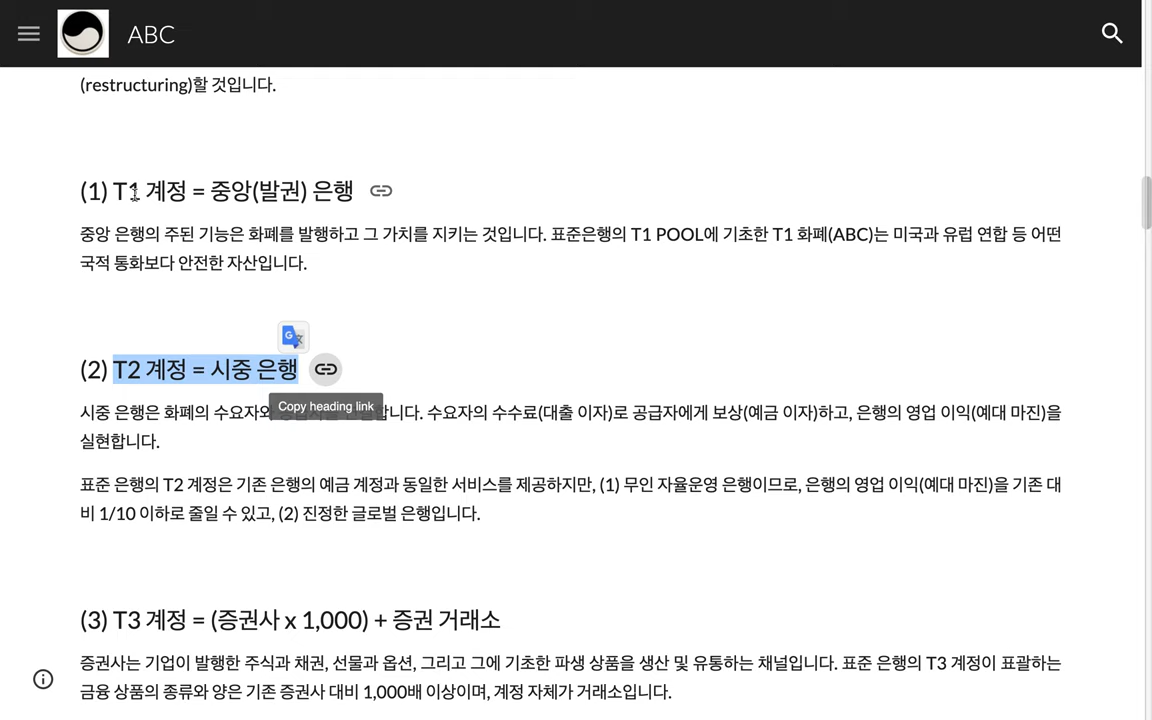 ABC
(restructuring)할 것입니다.
(1) T1 계정 = 중앙(발권) 은행
중앙 은행의 주된 기능은 화폐를 발행하고 그 가치를 지키는 것입니다. 표준은행의 T1 POOL에 기초한 T1 화폐(ABC)는 미국과 유럽 연합 등 어떤
국적 통화보다 안전한 자산입니다.
(2) T2 계정 = 시중 은행
Copy heading link
시중 은행은 화폐의 수요자와 합니다. 수요자의 수수료(대출 이자)로 공급자에게 보상(예금 이자)하고, 은행의 영업 이익(예대 마진)을
실현합니다.
표준 은행의 T2 계정은 기존 은행의 예금 계정과 동일한 서비스를 제공하지만, (1) 무인 자율운영 은행이므로, 은행의 영업 이익(예대 마진)을 기존 대
비 1/10 이하로 줄일 수 있고, (2) 진정한 글로벌 은행입니다.
(3) T3 계정 = (증권사 x 1,000) + 증권 거래소
증권사는 기업이 발행한 주식과 채권, 선물과 옵션, 그리고 그에 기초한 파생 상품을 생산 및 유통하는 채널입니다. 표준 은행의 T3 계정이 포괄하는
금융 상품의 종류와 양은 기존 증권사 대비 1,000배 이상이며, 계정 자체가 거래소입니다.